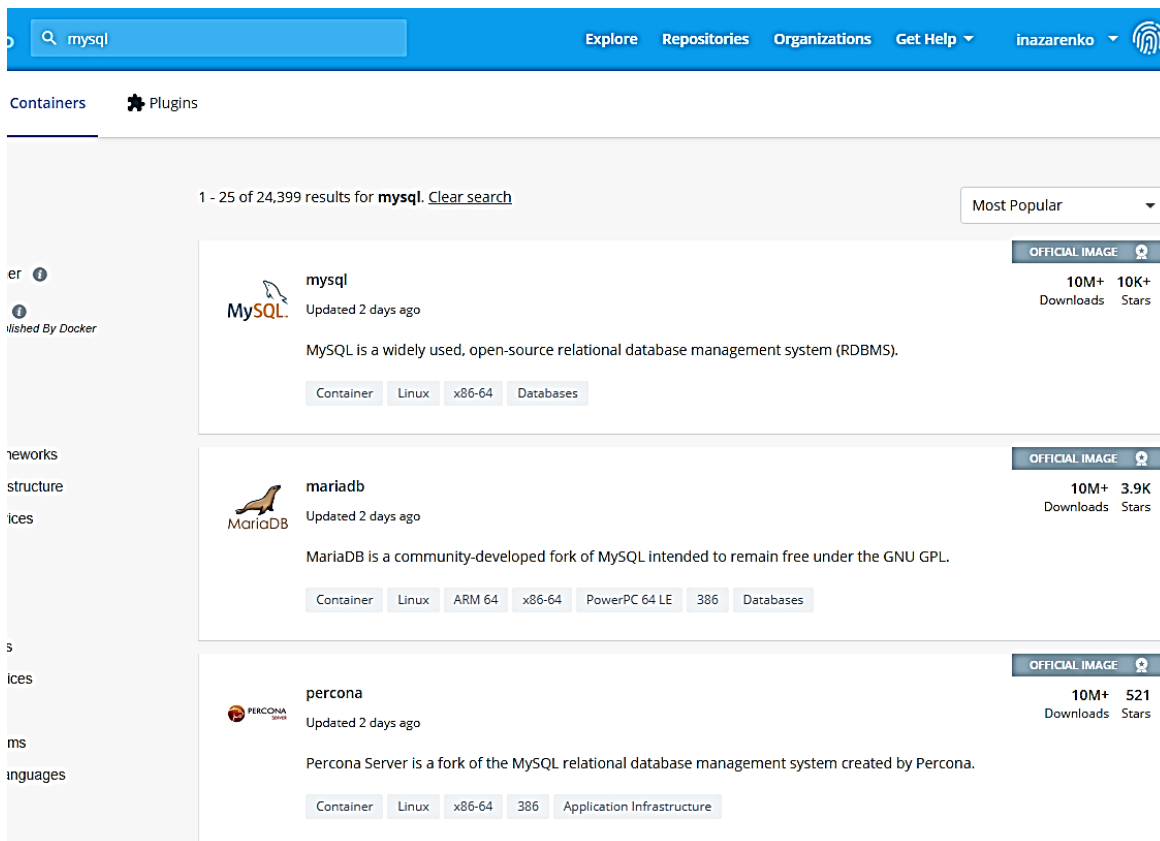 mysql
Explore Repositories Organizations Get Help inazarenko
Containers Plugins
1 - 25 of 24,399 results for mysql. Clear search
Most Popular
er
lished By Docker
neworks
structure
ices
s
ices
ms
anguages
OFFICIAL IMAGE
MySQL.
mysql
10M+ 10K+
Downloads Stars
Updated 2 days ago
MySQL is a widely used, open-source relational database management system (RDBMS).
Container Linux x86-64 Databases
OFFICIAL IMAGE
MariaDB
mariadb
10M+ 3.9K
Downloads Stars
Updated 2 days ago
MariaDB is a community-developed fork of MySQL intended to remain free under the GNU GPL.
Container Linux ARM 64 x86-64 PowerPC 64 LE 386 Databases
OFFICIAL IMAGE
PERCONA
SERVER
percona
10M+ 521
Downloads Stars
Updated 2 days ago
Percona Server is a fork of the MySQL relational database management system created by Percona.
Container Linux x86-64 386 Application Infrastructure